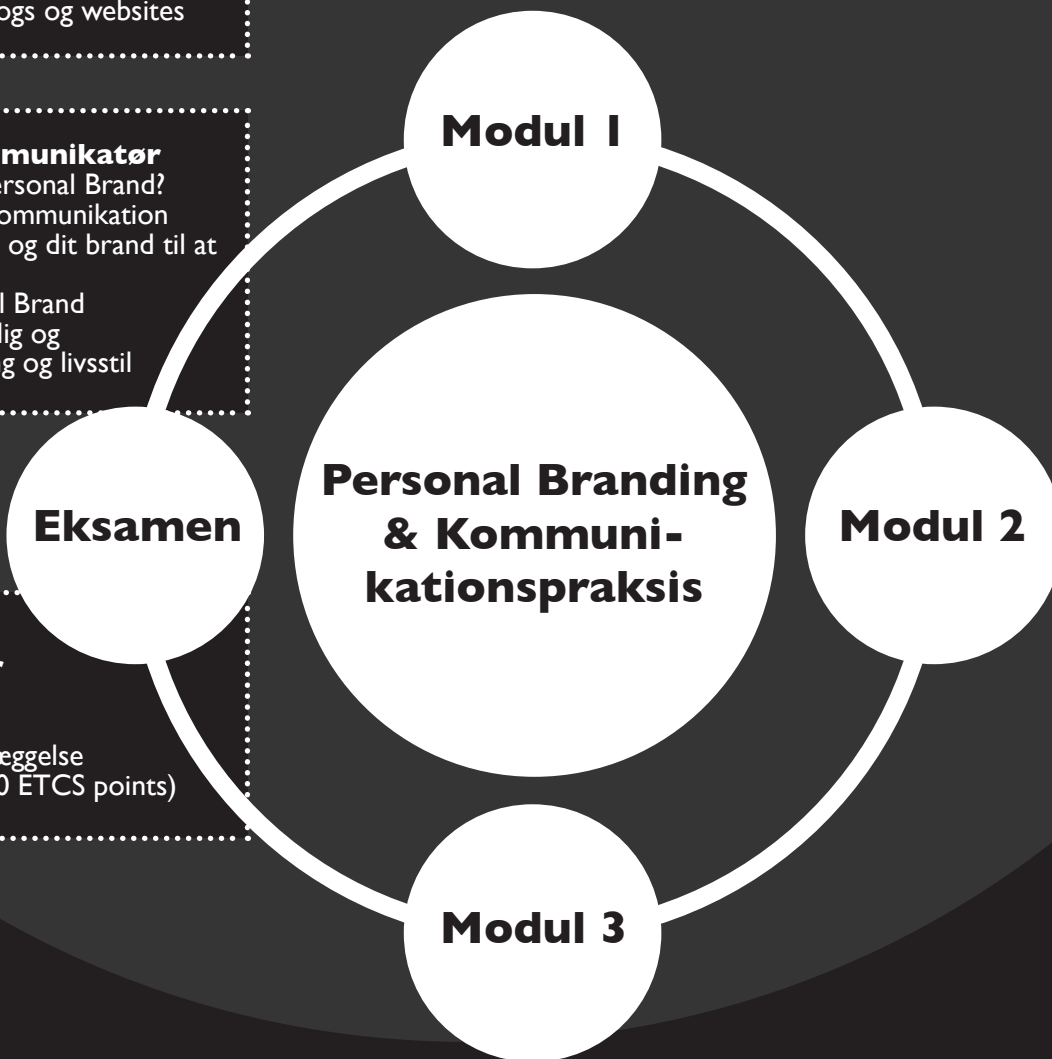 ogs og websites
munikatør
ersonal Brand?
ommunikation
og dit brand til at
l Brand
lig og
g og livsstil
æggelse
0 ETCS points)
Modul 1
Eksamen
Personal Branding
& Kommuni-
kationspraksis
Modul 2
Modul 3